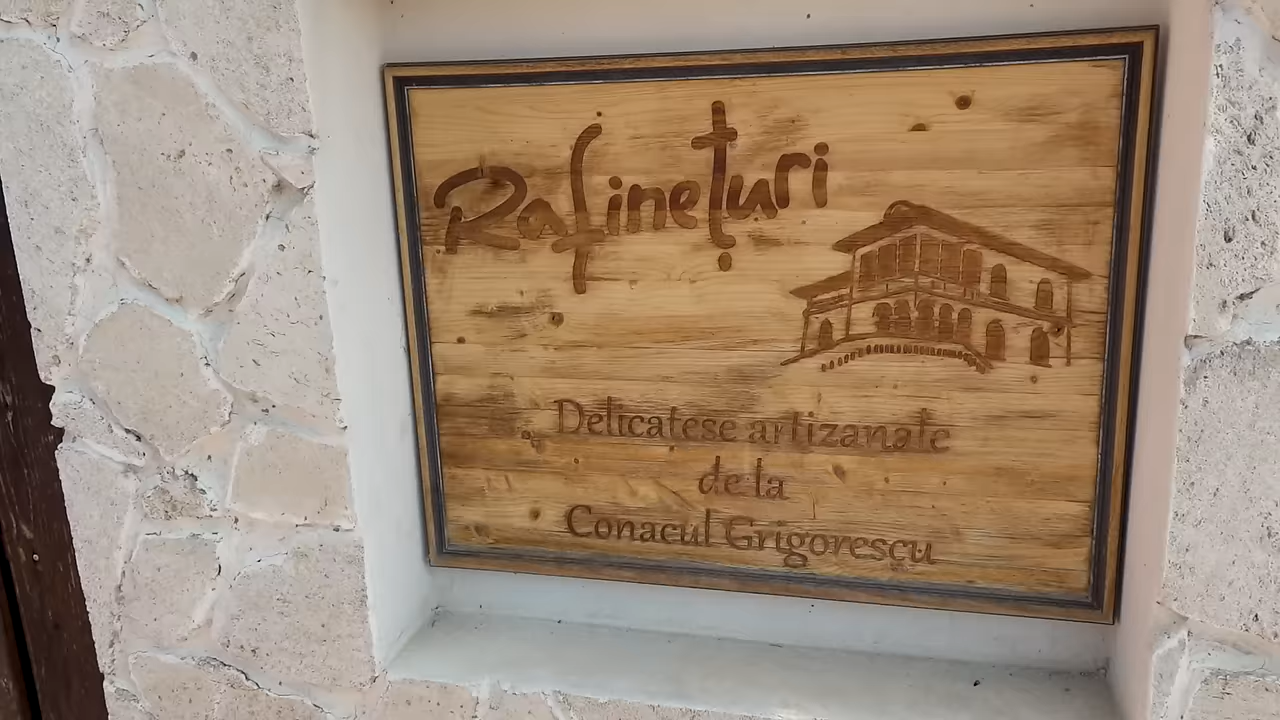 Rafinețuri
Delicatese artizanale
de la
Conacul Grigorescu